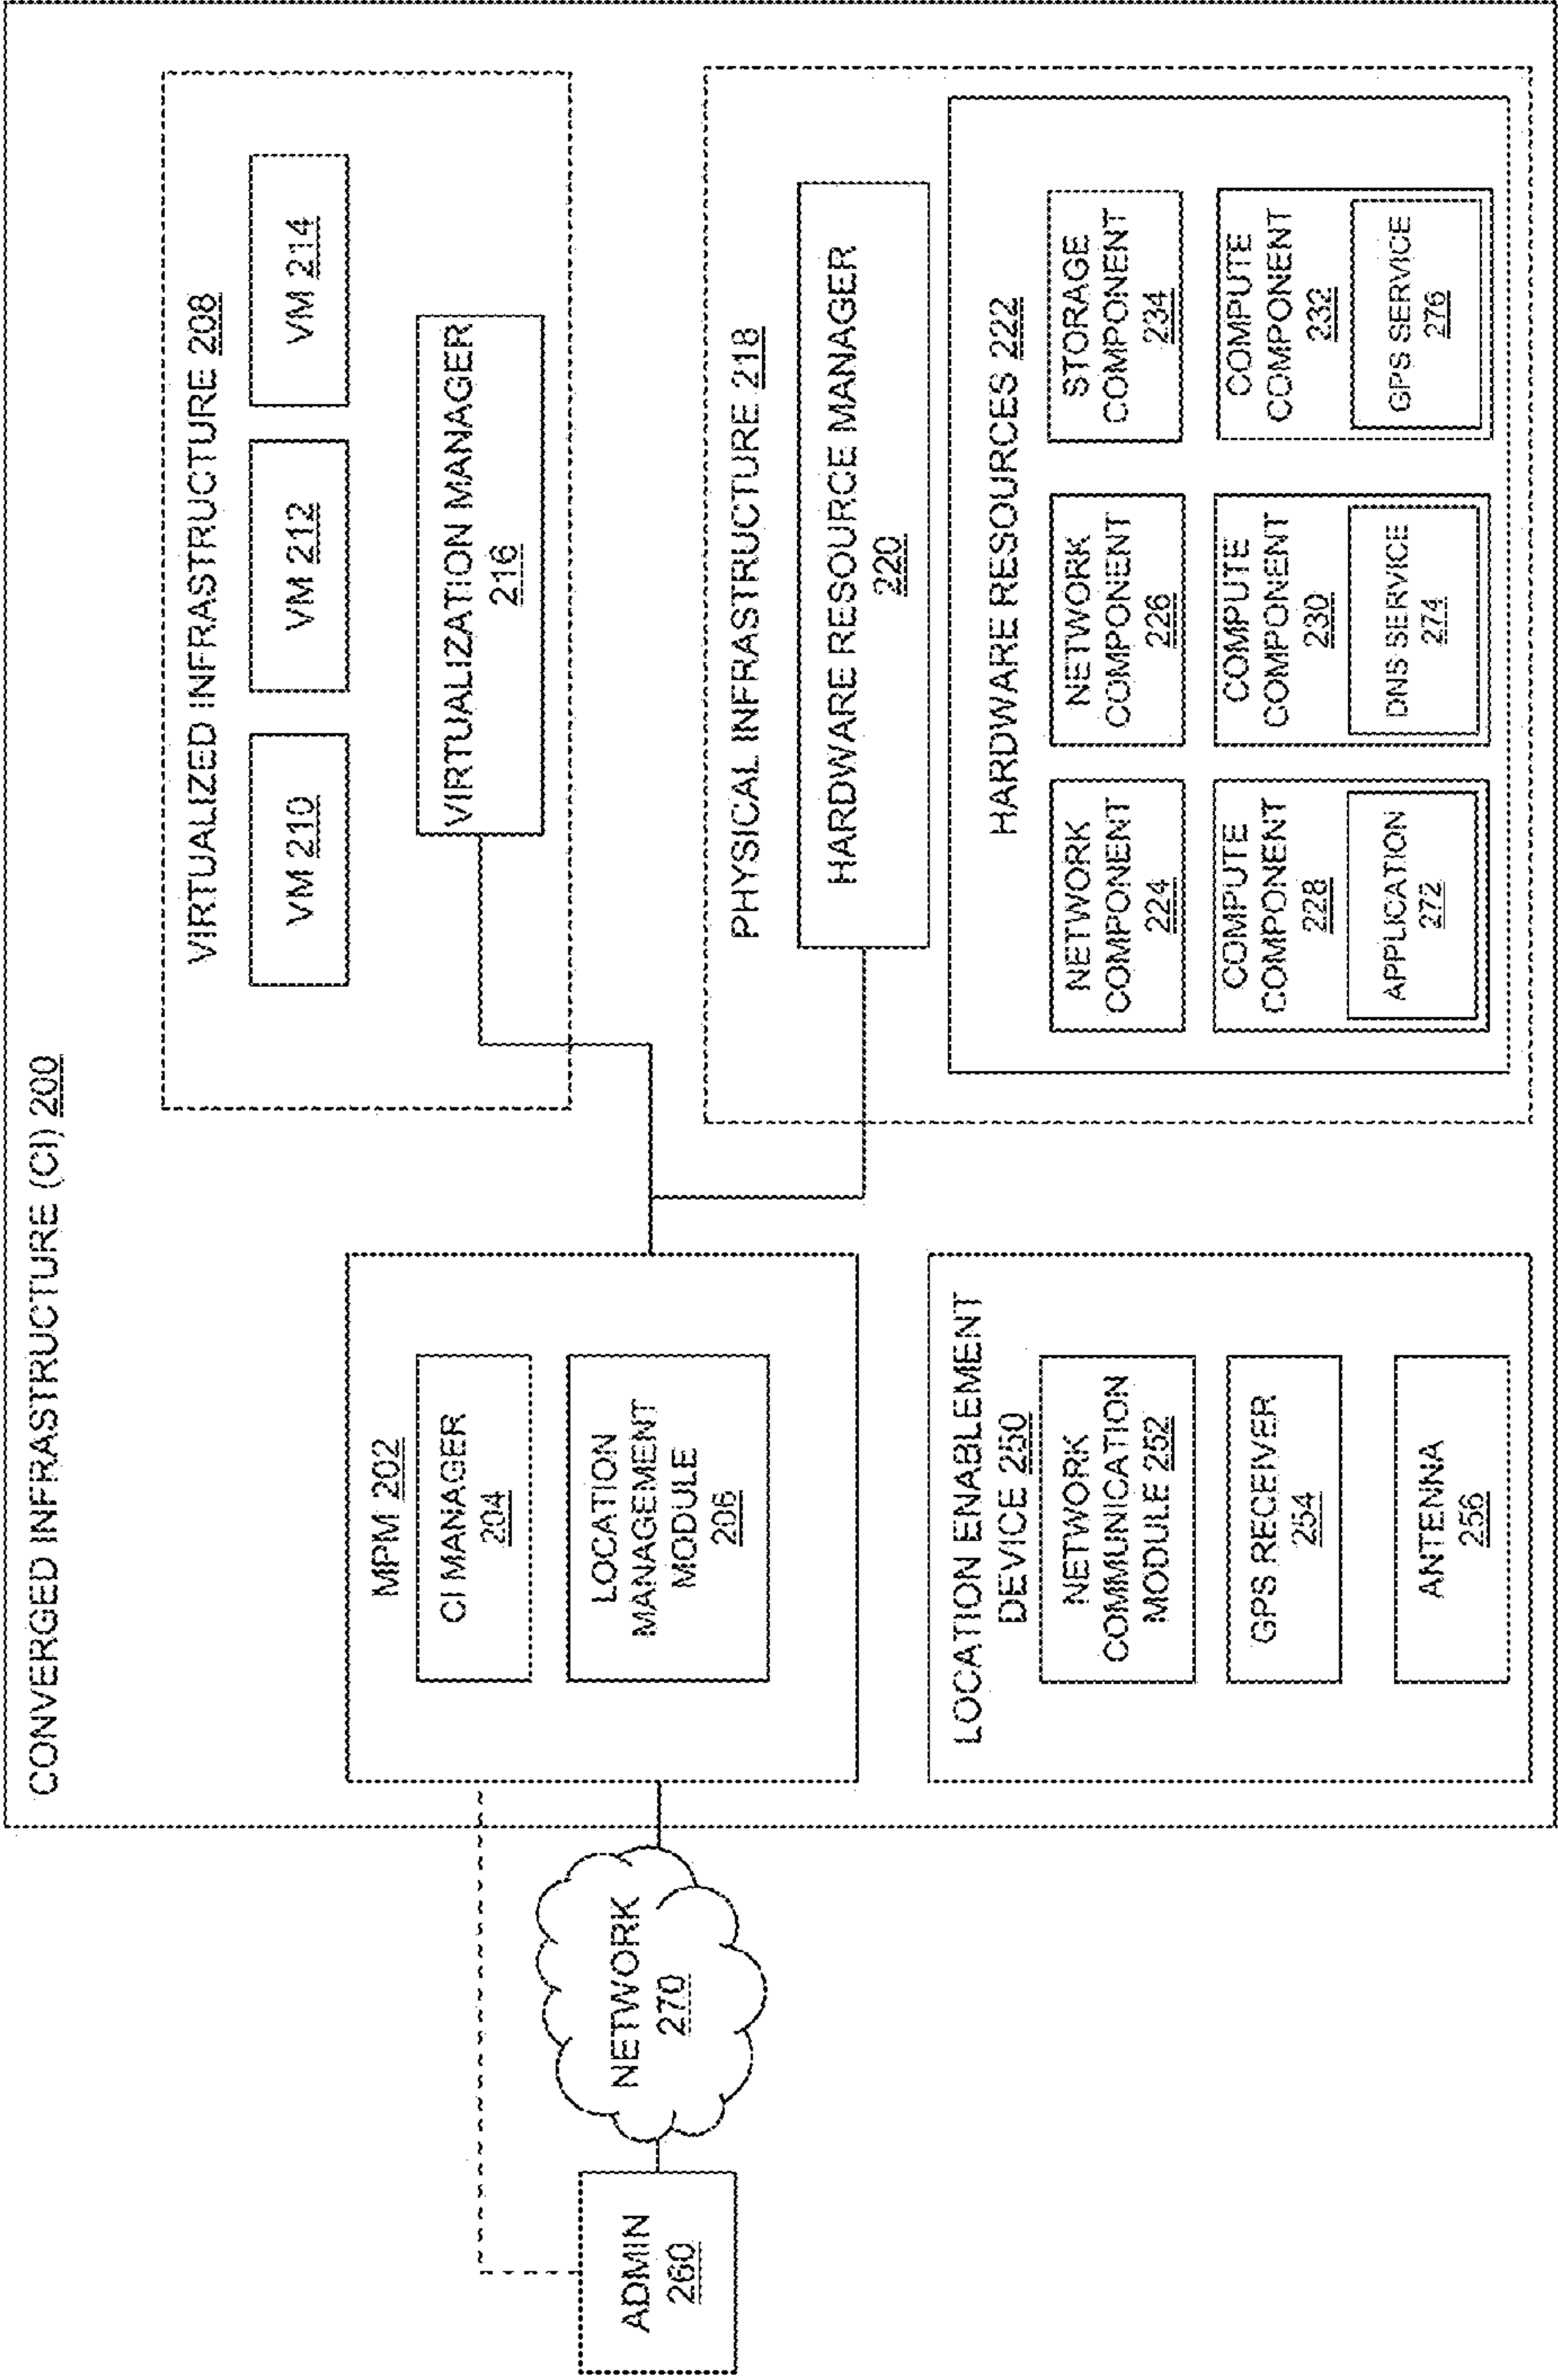 CONVERGED INFRASTRUCTURE (CI) 200
VIRTUALIZED INFRASTRUCTURE 208
VM 210
VM 212
VM 214
VIRTUALIZATION MANAGER
216
MPM 202
CI MANAGER
204
LOCATION
MANAGEMENT
MODULE
206
ADMIN
260
NETWORK
270
PHYSICAL INFRASTRUCTURE 218
HARDWARE RESOURCE MANAGER
220
HARDWARE RESOURCES 222
NETWORK
COMPONENT
224
NETWORK
COMPONENT
226
STORAGE
COMPONENT
234
COMPUTE
COMPONENT
228
APPLICATION
272
COMPUTE
COMPONENT
230
DNS SERVICE
274
COMPUTE
COMPONENT
232
GPS SERVICE
276
LOCATION ENABLEMENT
DEVICE 250
NETWORK
COMMUNICATION
MODULE 252
GPS RECEIVER
254
ANTENNA
256